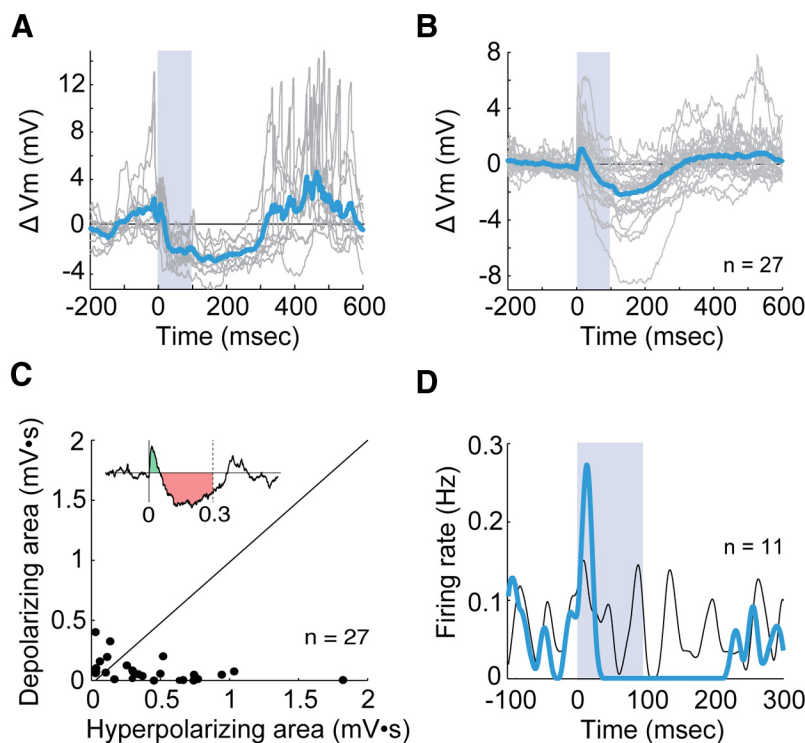 A
Δ Vm (mV)
12
8
4
0
-4
-200 0 200 400 600
Time (msec)
B
Δ Vm (mV)
8
4
0
-4
-8
n = 27
-200 0 200 400 600
Time (msec)
C
Depolarizing area (mV•s)
2
1.5
1
0.5
0
0 0.3
n = 27
0 0.5 1 1.5 2
Hyperpolarizing area (mV•s)
D
Firing rate (Hz)
0.3
0.2
0.1
0
n = 11
-100 0 100 200 300
Time (msec)